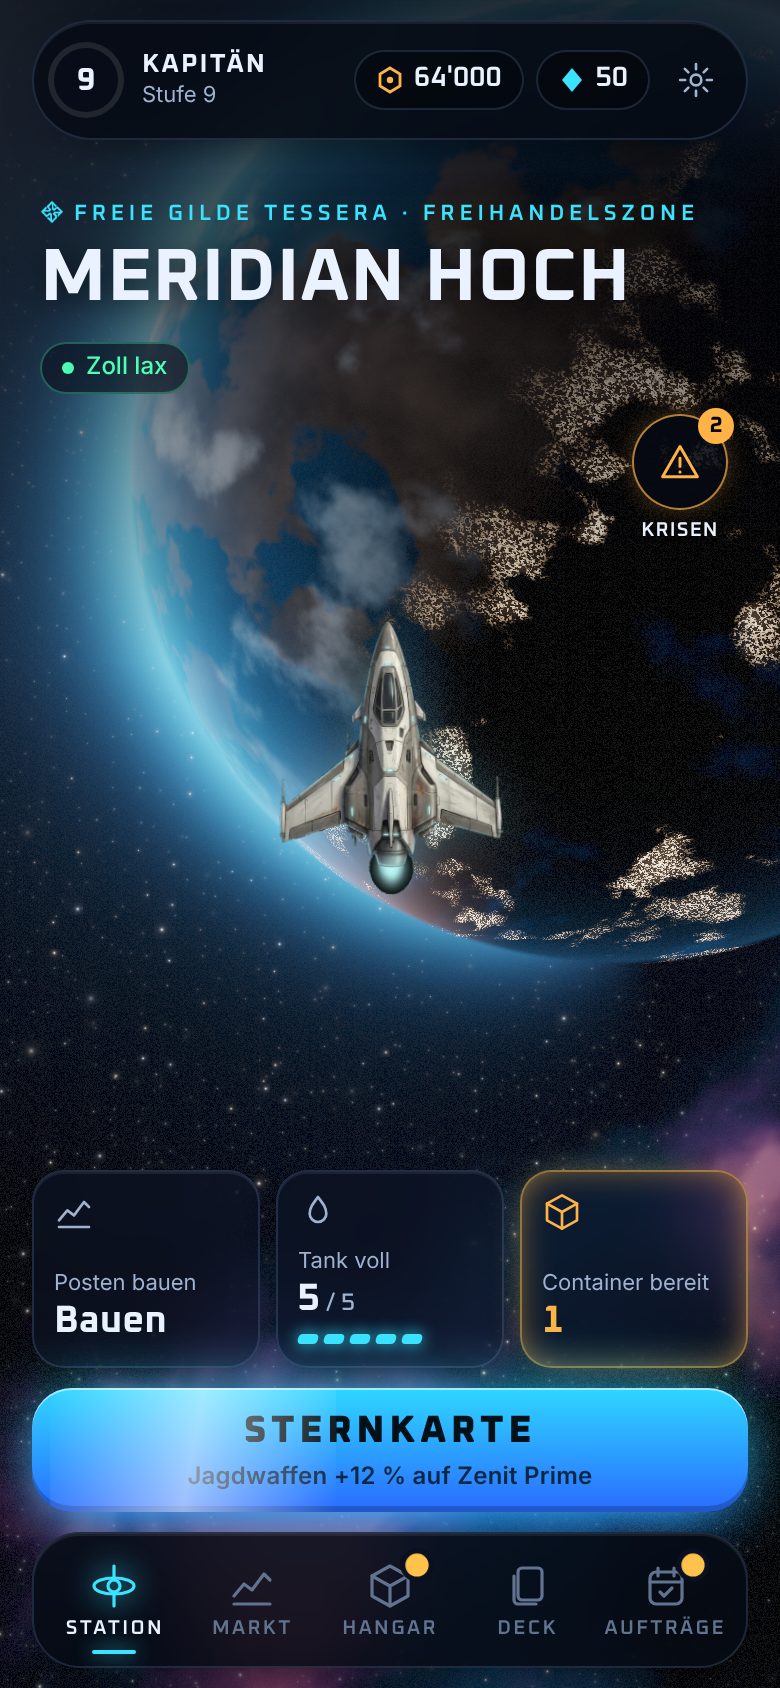 9
KAPITÄN
Stufe 9
64'000
50
FREIE GILDE TESSERA · FREIHANDELSZONE
MERIDIAN HOCH
Zoll lax
2
KRISEN
Posten bauen
Bauen
Tank voll
5 / 5
Container bereit
1
STERNKARTE
Jagdwaffen +12 % auf Zenit Prime
STATION
MARKT
HANGAR
DECK
AUFTRÄGE